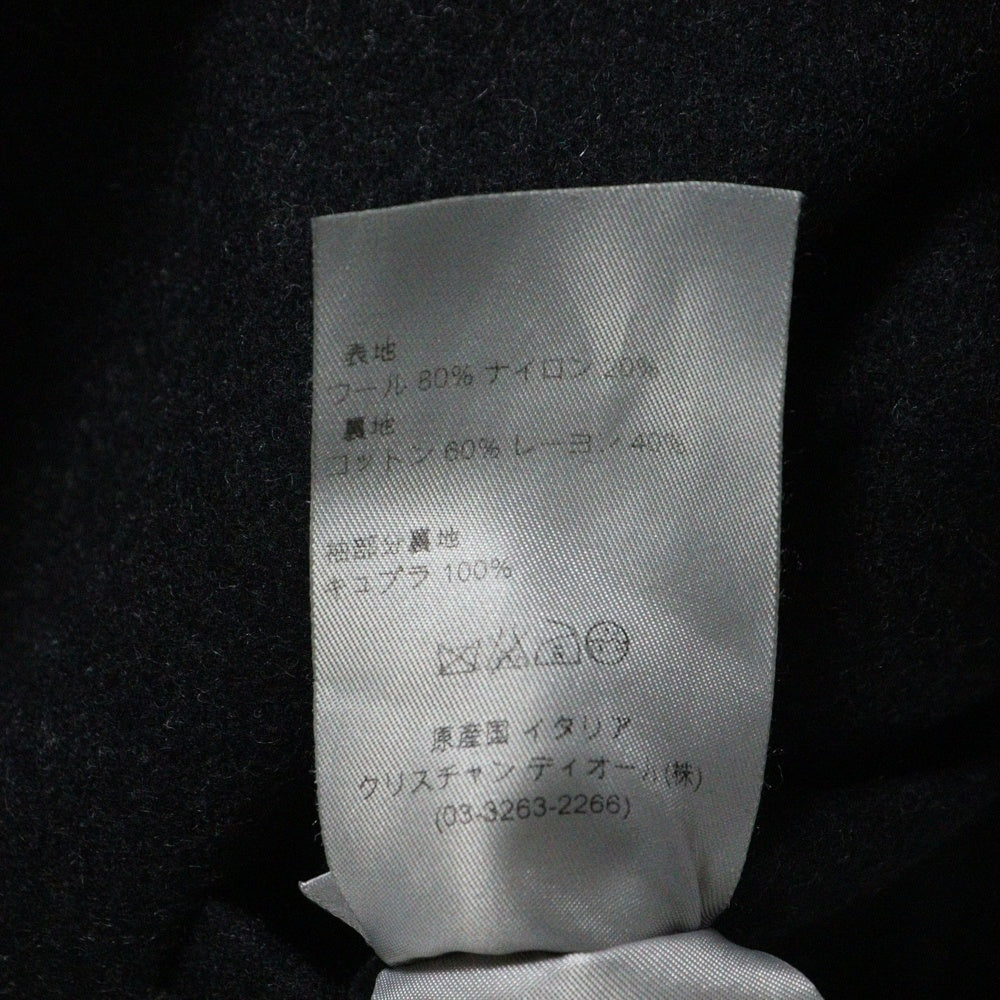 表地
ウール 80% ナイロン 20%
裏地
コットン 60% レーヨン 40%
袖部分裏地
キュプラ 100%
原産国 イタリア
クリスチャン ディオール(株)
(03-3263-2266)